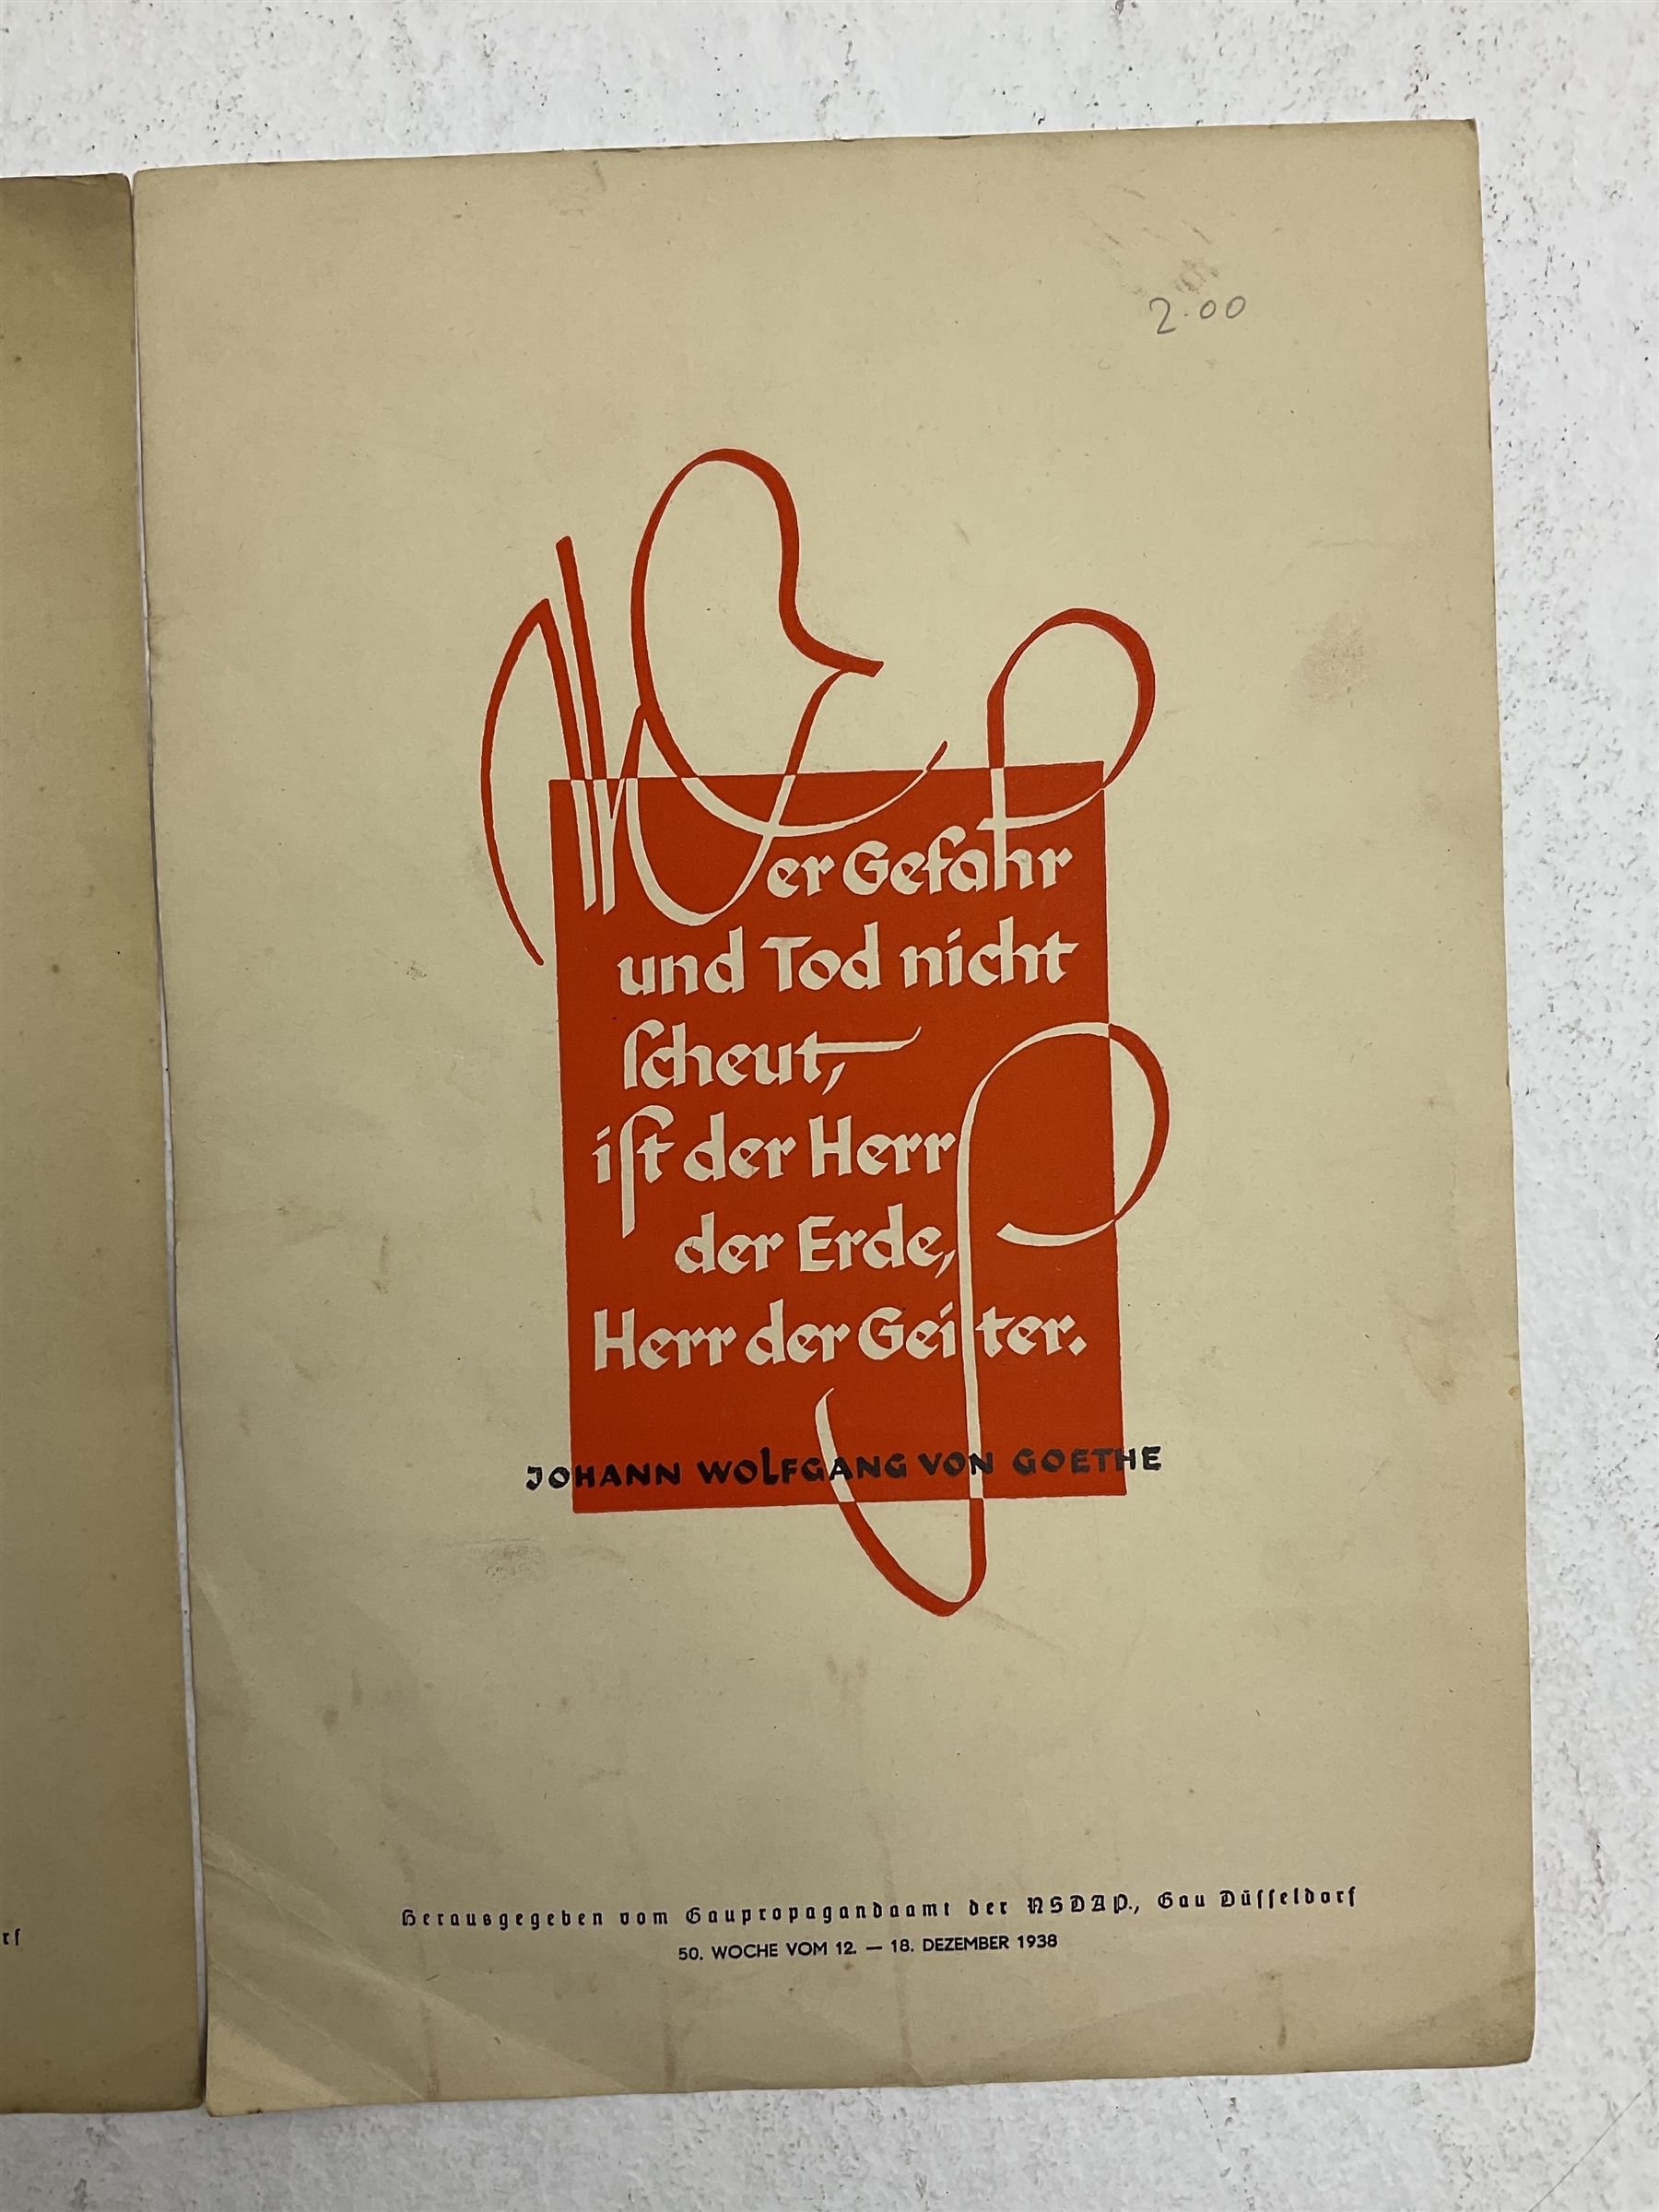 2.00
Wer Gefahr
und Tod nicht
scheut,
ist der Herr
der Erde,
Herr der Geister.
JOHANN WOLFGANG VON GOETHE
Herausgegeben vom Gaupropagandaamt der NSDAP., Gau Düsseldorf
50. WOCHE VOM 12. — 18. DEZEMBER 1938